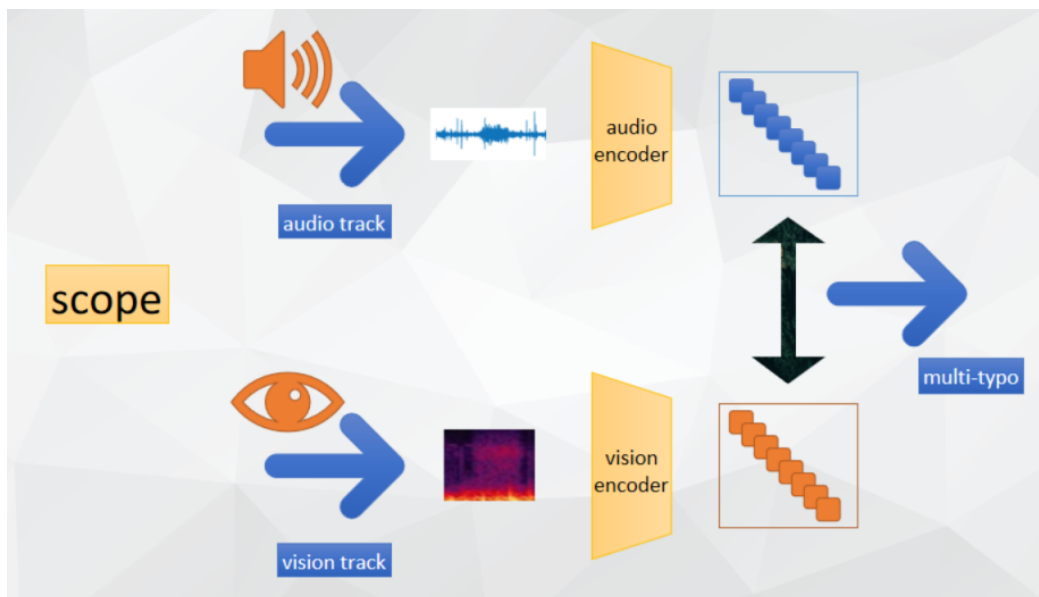 audio
encoder
audio track
scope
multi-typo
vision
encoder
vision track